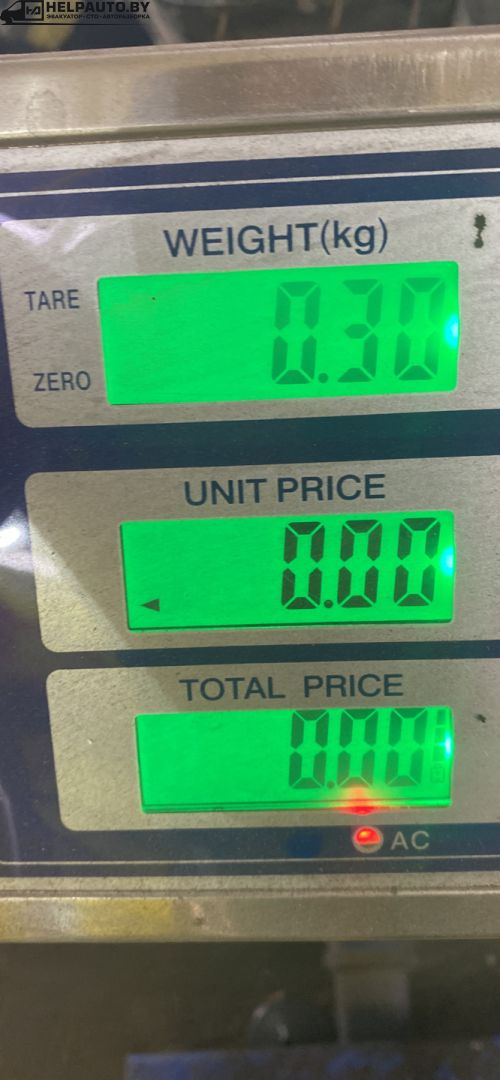 HELPAUTO.BY
ЭВАКУАТОР · СТО · АВТОРАЗБОРКА
WEIGHT(kg)
TARE
0.30
ZERO
UNIT PRICE
0.00
TOTAL PRICE
0.00
AC